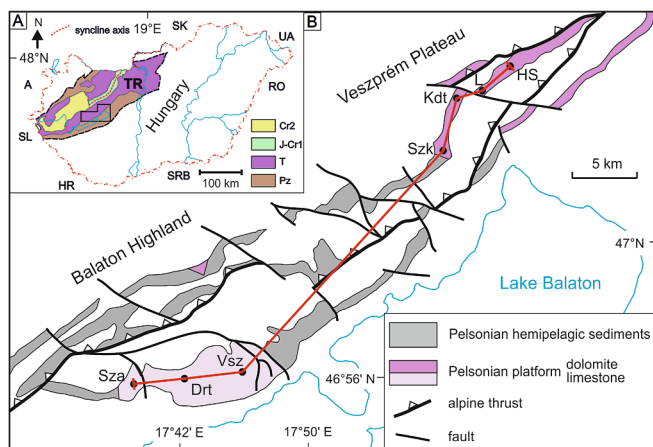 A
syncline axis
19°E
SK
N
48°N
UA
A
TR
Hungary
RO
SL
Cr2
J-Cr1
T
Pz
HR
SRB
100 km
B
Veszprém Plateau
L
HS
Kdt
Szk
5 km
Balaton Highland
47°N
Lake Balaton
Vsz
Sza
Drt
46°56' N
17°42' E
17°50' E
Pelsonian hemipelagic sediments
Pelsonian platform dolomite
limestone
alpine thrust
fault